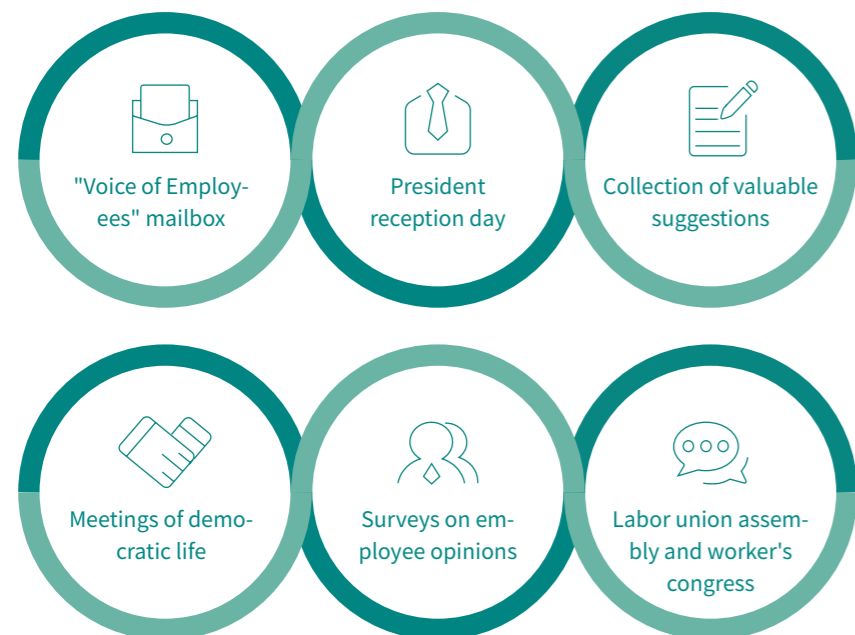 "Voice of Employ-
ees" mailbox
President
reception day
Collection of valuable
suggestions
Meetings of demo-
cratic life
Surveys on em-
ployee opinions
Labor union assem-
bly and worker's
congress